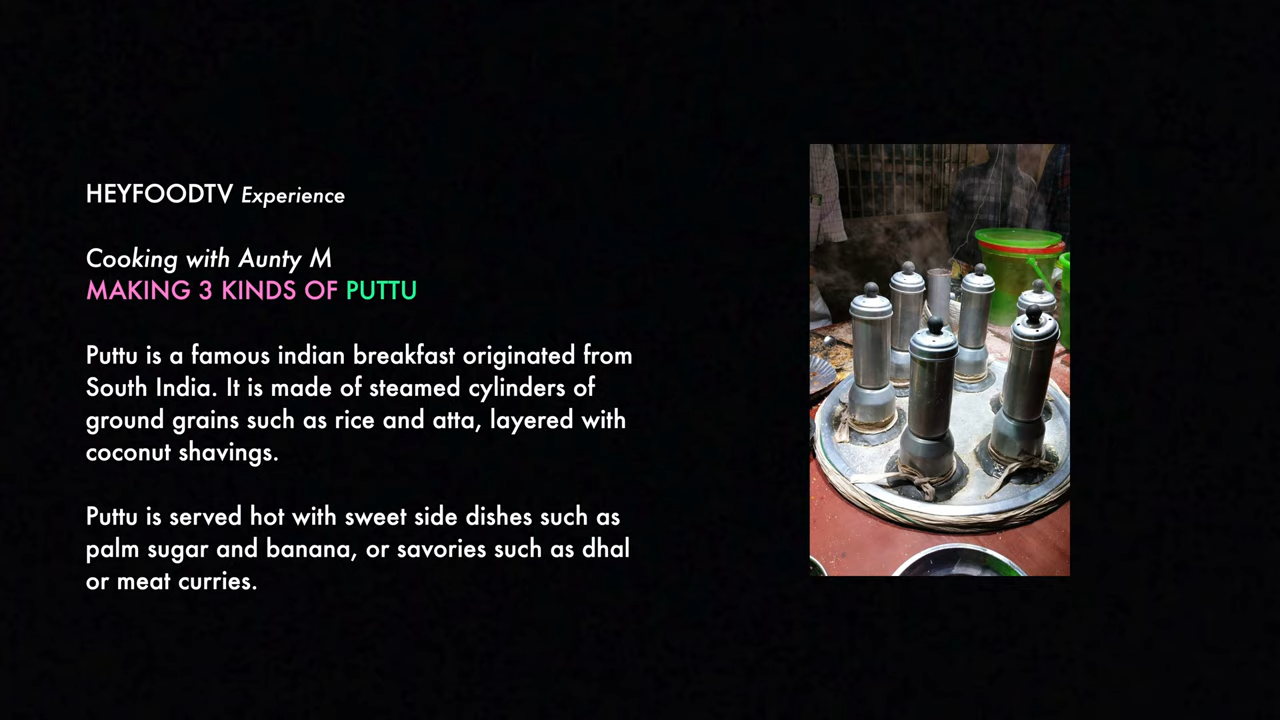 HEYFOODTV Experience
Cooking with Aunty M
MAKING 3 KINDS OF PUTTU
Puttu is a famous indian breakfast originated from
South India. It is made of steamed cylinders of
ground grains such as rice and atta, layered with
coconut shavings.
Puttu is served hot with sweet side dishes such as
palm sugar and banana, or savories such as dhal
or meat curries.